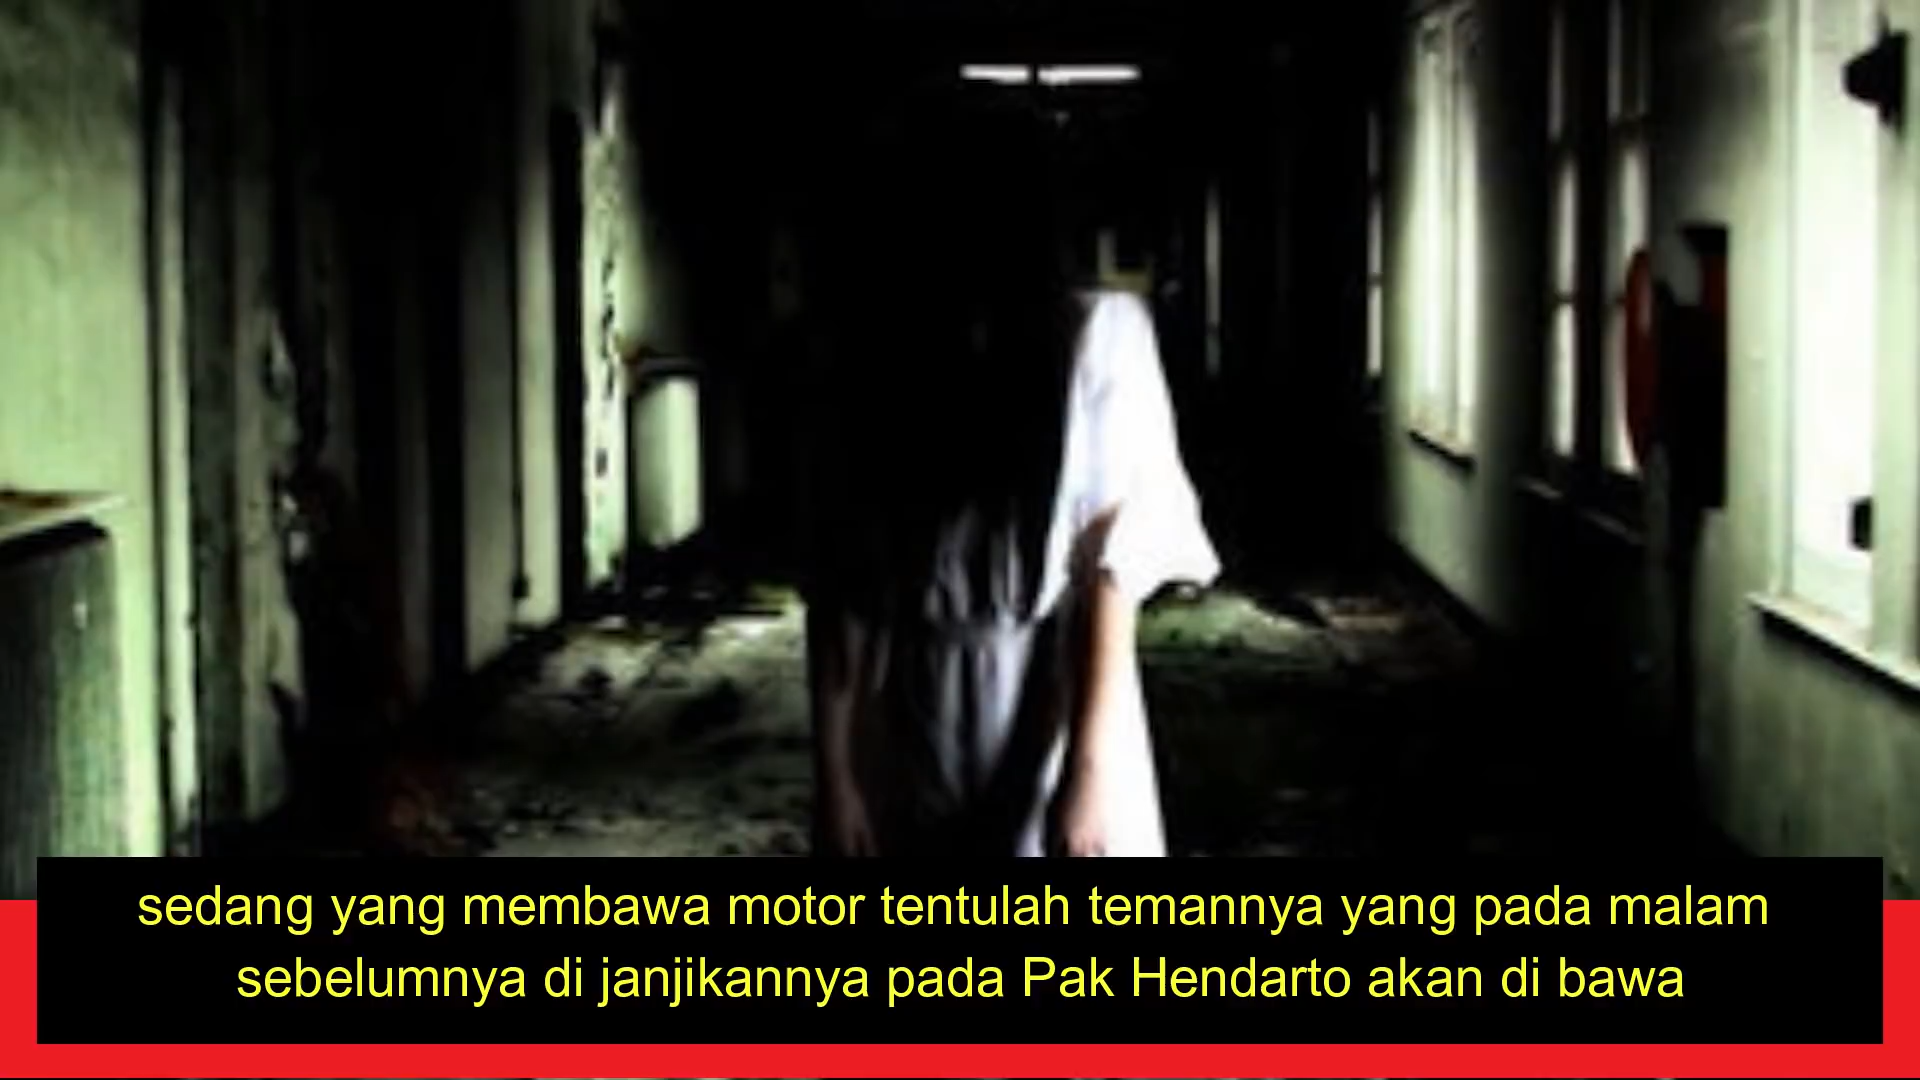 sedang yang membawa motor tentulah temannya yang pada malam
sebelumnya di janjikannya pada Pak Hendarto akan di bawa